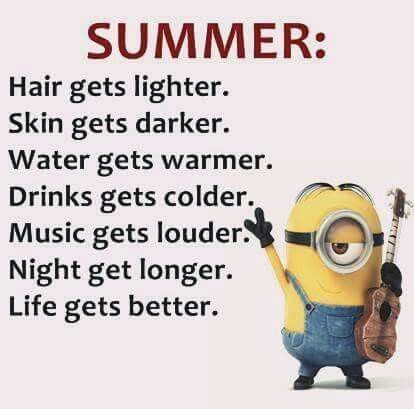 SUMMER:
Hair gets lighter.
Skin gets darker.
Water gets warmer.
Drinks gets colder.
Music gets louder.
Night get longer.
Life gets better.